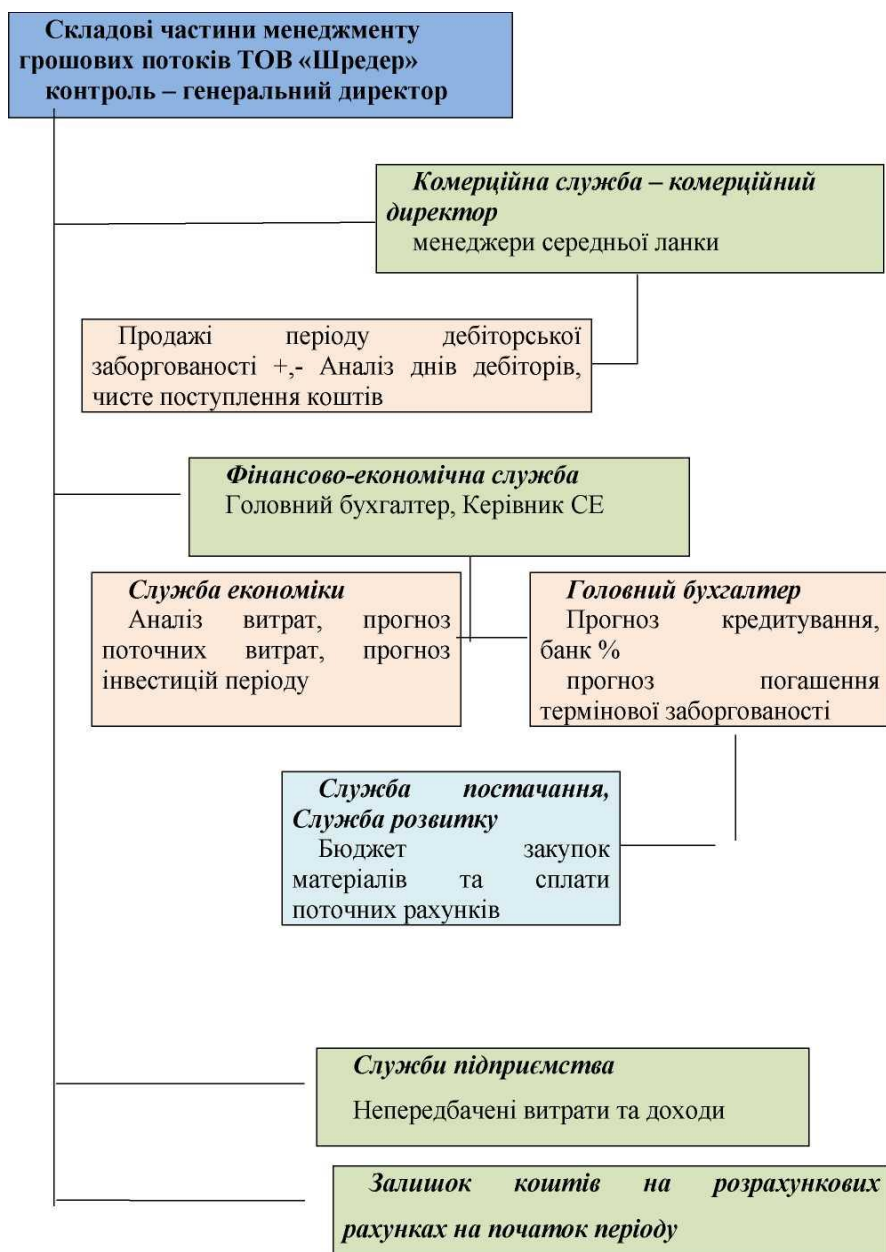 Складові частини менеджменту
грошових потоків ТОВ «Шредер»
контроль – генеральний директор
Комерційна служба – комерційний
директор
менеджери середньої ланки
Продажі періоду дебіторської
заборгованості +,- Аналіз днів дебіторів,
чисте поступлення коштів
Фінансово-економічна служба
Головний бухгалтер, Керівник СЕ
Служба економіки
Аналіз витрат, прогноз
поточних витрат, прогноз
інвестицій періоду
Головний бухгалтер
Прогноз кредитування,
банк %
прогноз погашення
термінової заборгованості
Служба постачання,
Служба розвитку
Бюджет закупок
матеріалів та сплати
поточних рахунків
Служби підприємства
Непередбачені витрати та доходи
Залишок коштів на розрахункових
рахунках на початок періоду